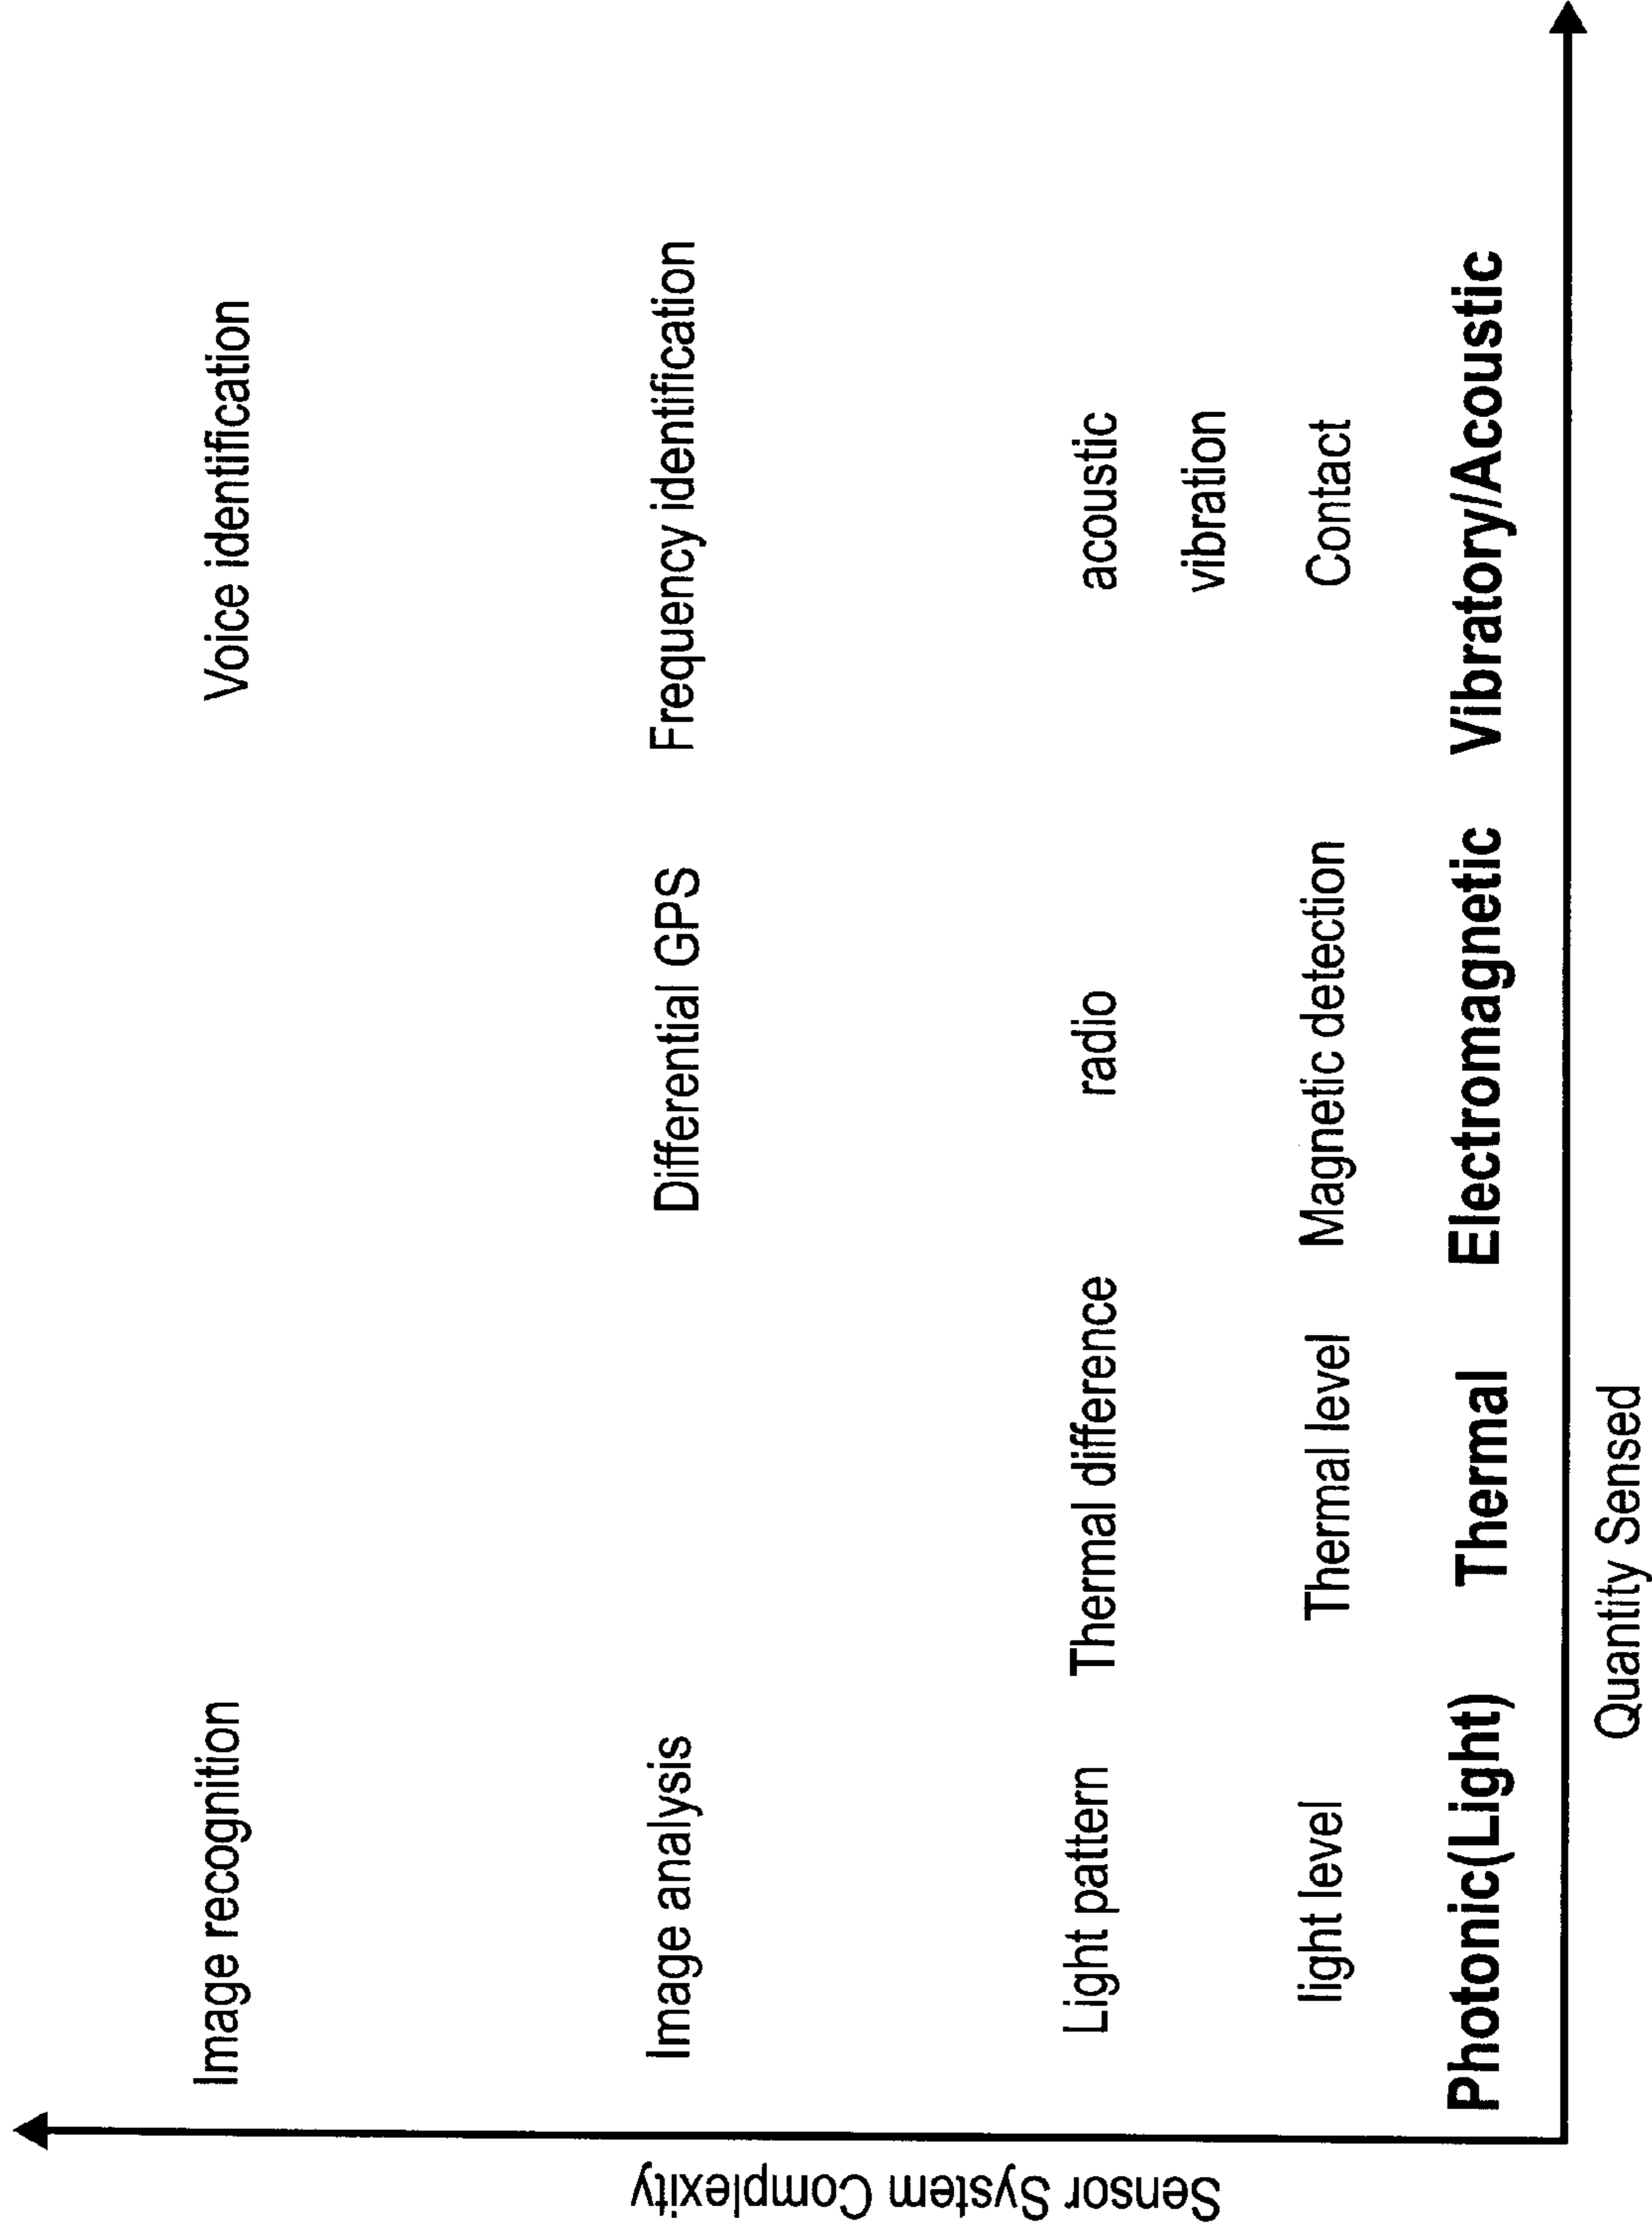 Image recognition
Voice identification
Image analysis
Differential GPS
Frequency identification
Light pattern
Thermal difference
radio
acoustic
vibration
light level
Thermal level
Magnetic detection
Contact
Photonic(Light)
Thermal
Electromagnetic
Vibratory/Acoustic
Quantity Sensed
Sensor System Complexity